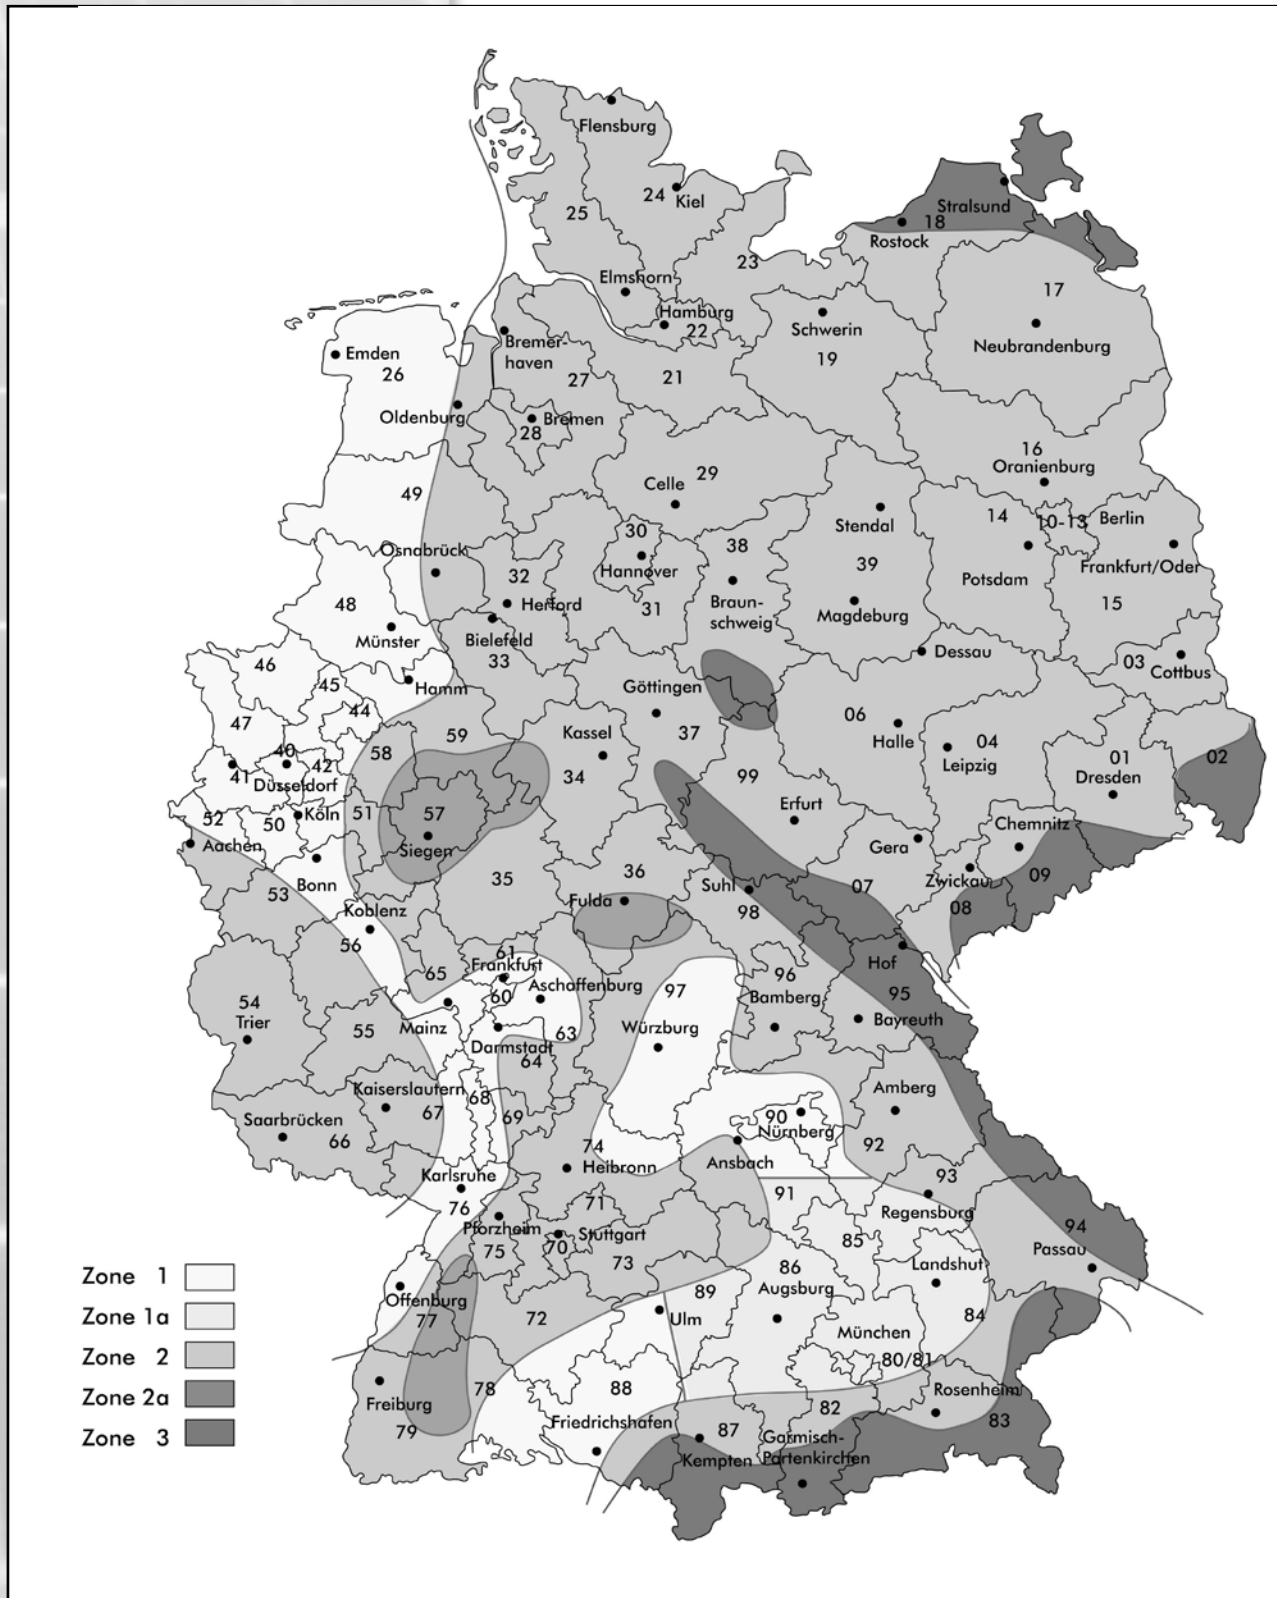 Flensburg
24
Kiel
25
Stralsund
18
Rostock
23
Elmshorn
17
Hamburg
22
Schwerin
Neubrandenburg
Bremer-
haven
Emden
26
19
27
21
Oldenburg
Bremen
28
16
Oranienburg
29
Celle
49
14
10-13
Berlin
Stendal
30
38
Osnabrück
Hannover
39
Frankfurt/Oder
32
Potsdam
48
Herford
31
Braun-
schweig
15
Magdeburg
Münster
Bielefeld
33
Dessau
03
Cottbus
46
45
Hamm
Göttingen
44
06
47
59
Kassel
37
58
Halle
04
Leipzig
40
42
01
02
41
Düsseldorf
34
99
Dresden
Erfurt
52
50
Köln
51
57
Chemnitz
Aachen
Siegen
Gera
Bonn
35
36
Suhl
07
Zwickau
09
53
Fulda
98
08
Koblenz
56
61
Frankfurt
Hof
65
96
54
60
Aschaffenburg
97
Bamberg
95
Trier
55
Mainz
63
Würzburg
Bayreuth
Darmstadt
64
Kaiserslautern
67
68
Amberg
Saarbrücken
66
69
90
Nürnberg
74
92
Heibronn
Ansbach
Karlsruhe
93
76
91
Regensburg
Pforzheim
71
94
75
70
Stuttgart
85
Passau
73
86
Landshut
Zone 1
Offenburg
89
Augsburg
Zone 1a
77
72
Ulm
84
München
Zone 2
80/81
78
88
Rosenheim
Zone 2a
Freiburg
82
83
79
Friedrichshafen
87
Garmisch-
Partenkirchen
Zone 3
Kempten